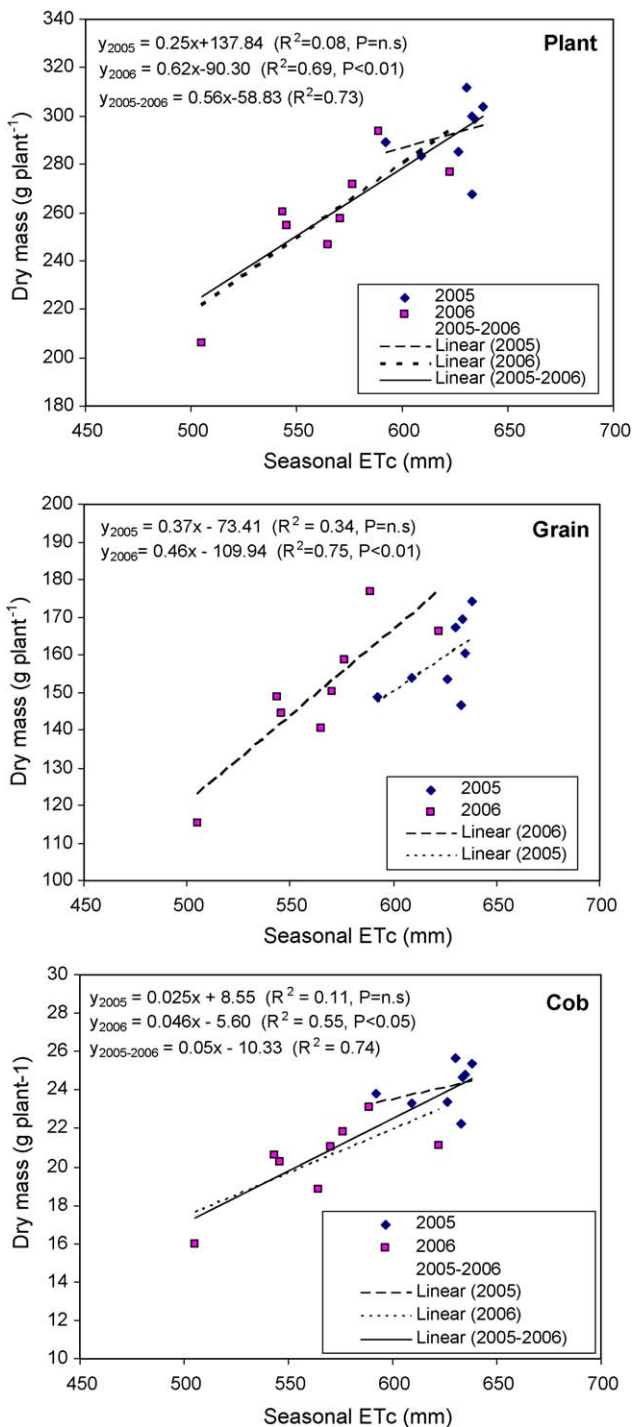 y2005 = 0.25x+137.84 (R²=0.08, P=n.s)
Plant
y2006 = 0.62x-90.30 (R²=0.69, P<0.01)
y2005-2006 = 0.56x-58.83 (R²=0.73)
Dry mass (g plant⁻¹)
340
320
300
280
260
240
220
200
180
2005
2006
2005-2006
Linear (2005)
Linear (2006)
Linear (2005-2006)
450 500 550 600 650 700
Seasonal ETc (mm)
y2005 = 0.37x - 73.41 (R² = 0.34, P=n.s)
Grain
y2006= 0.46x - 109.94 (R²=0.75, P<0.01)
Dry mass (g plant⁻¹)
200
190
180
170
160
150
140
130
120
110
100
2005
2006
Linear (2006)
Linear (2005)
450 500 550 600 650 700
Seasonal ETc (mm)
y2005 = 0.025x + 8.55 (R² = 0.11, P=n.s)
Cob
y2006 = 0.046x - 5.60 (R² = 0.55, P<0.05)
y2005-2006 = 0.05x - 10.33 (R² = 0.74)
Dry mass (g plant-1)
30
28
26
24
22
20
18
16
14
12
10
2005
2006
2005-2006
Linear (2005)
Linear (2006)
Linear (2005-2006)
450 500 550 600 650 700
Seasonal ETc (mm)